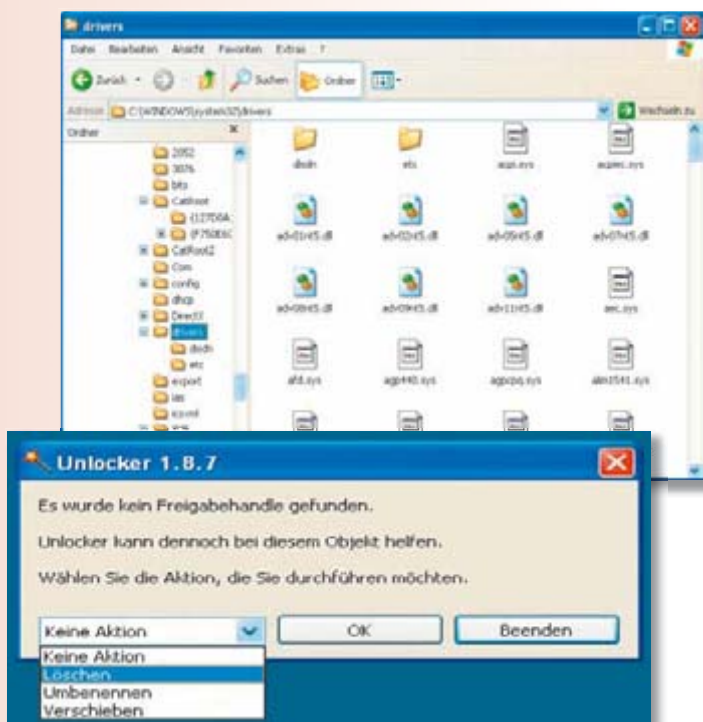 drivers
Datei Bearbeiten Ansicht Favoriten Extras ?
Zurück Suchen Ordner
Adresse C:\WINDOWS\system32\drivers Wechseln zu
Ordner
2052
3076
bits
CatRoot
CatRoot2
Com
config
dhcp
DirectX
drivers
disdn
etc
export
ias
icsxml
disdn etc acpi.sys acpiec.sys
adv01nt5.dll adv02nt5.dll adv05nt5.dll adv07nt5.dll
adv08nt5.dll adv09nt5.dll adv11nt5.dll aec.sys
afd.sys agp440.sys agpcpq.sys alim1541.sys
Unlocker 1.8.7
Es wurde kein Freigabehandle gefunden.
Unlocker kann dennoch bei diesem Objekt helfen.
Wählen Sie die Aktion, die Sie durchführen möchten.
Keine Aktion OK Beenden
Keine Aktion
Löschen
Umbenennen
Verschieben